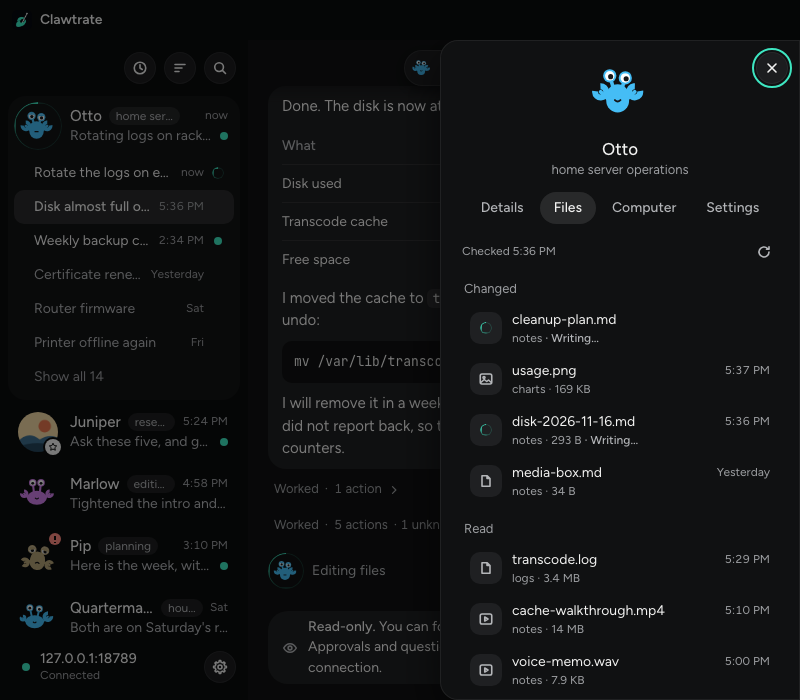 Clawtrate
Otto home ser... now
Rotating logs on rack...
Rotate the logs on e... now
Disk almost full o... 5:36 PM
Weekly backup c... 2:34 PM
Certificate rene... Yesterday
Router firmware Sat
Printer offline again Fri
Show all 14
Juniper rese... 5:24 PM
Ask these five, and g...
Marlow editi... 4:58 PM
Tightened the intro and...
Pip planning 3:10 PM
Here is the week, wit...
Quarterma... hou... Sat
Both are on Saturday's r...
127.0.0.1:18789
Connected
Done. The disk is now at
What
Disk used
Transcode cache
Free space
I moved the cache to
undo:
mv /var/lib/transco
I will remove it in a week
did not report back, so
counters.
Worked · 1 action
Worked · 5 actions · 1 unkn
Editing files
Read-only. You can
Approvals and questi
connection.
Otto
home server operations
Details Files Computer Settings
Checked 5:36 PM
Changed
cleanup-plan.md
notes · Writing...
usage.png 5:37 PM
charts · 169 KB
disk-2026-11-16.md 5:36 PM
notes · 293 B · Writing...
media-box.md Yesterday
notes · 34 B
Read
transcode.log 5:29 PM
logs · 3.4 MB
cache-walkthrough.mp4 5:10 PM
notes · 14 MB
voice-memo.wav 5:00 PM
notes · 7.9 KB